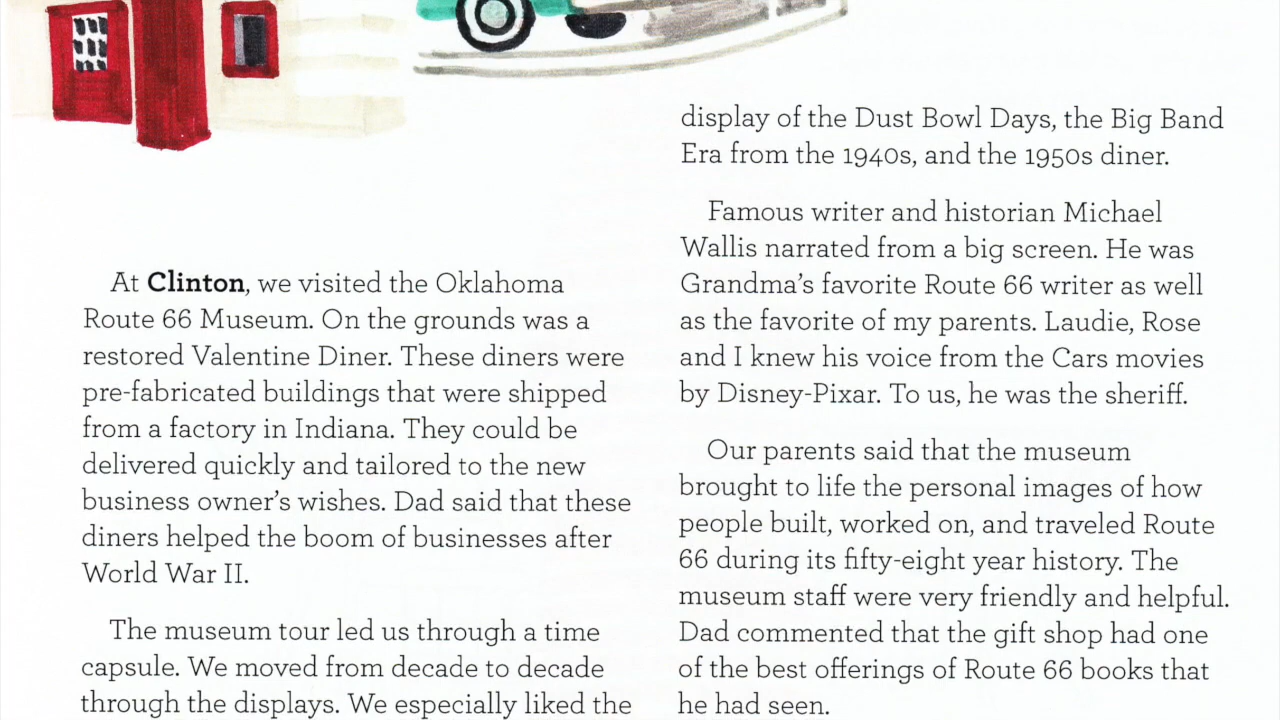 At Clinton, we visited the Oklahoma
Route 66 Museum. On the grounds was a
restored Valentine Diner. These diners were
pre-fabricated buildings that were shipped
from a factory in Indiana. They could be
delivered quickly and tailored to the new
business owner's wishes. Dad said that these
diners helped the boom of businesses after
World War II.
The museum tour led us through a time
capsule. We moved from decade to decade
through the displays. We especially liked the
display of the Dust Bowl Days, the Big Band
Era from the 1940s, and the 1950s diner.
Famous writer and historian Michael
Wallis narrated from a big screen. He was
Grandma's favorite Route 66 writer as well
as the favorite of my parents. Laudie, Rose
and I knew his voice from the Cars movies
by Disney-Pixar. To us, he was the sheriff.
Our parents said that the museum
brought to life the personal images of how
people built, worked on, and traveled Route
66 during its fifty-eight year history. The
museum staff were very friendly and helpful.
Dad commented that the gift shop had one
of the best offerings of Route 66 books that
he had seen.